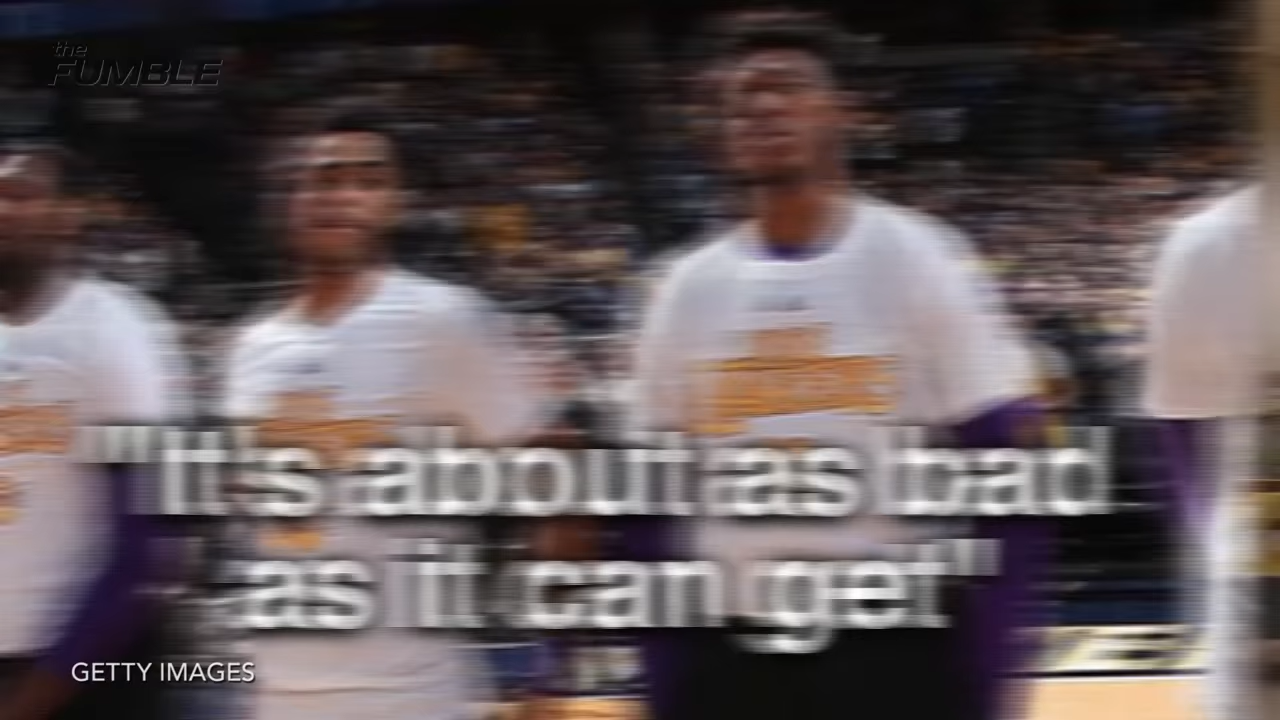 the
FUMBLE
"It's about as bad
as it can get"
GETTY IMAGES